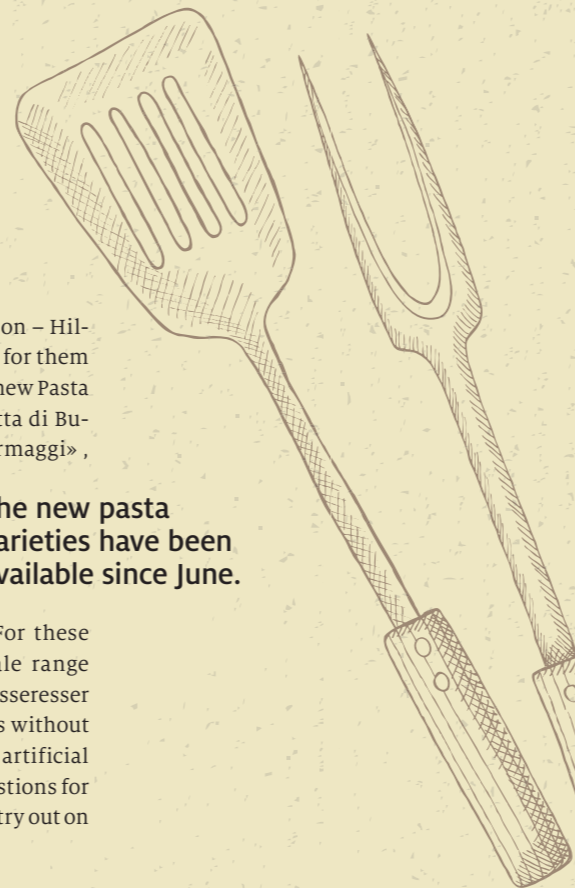 on – Hil-
for them
new Pasta
tta di Bu-
rmaggi» ,
he new pasta
arieties have been
vailable since June.
For these
le range
sseresser
s without
artificial
stions for
try out on